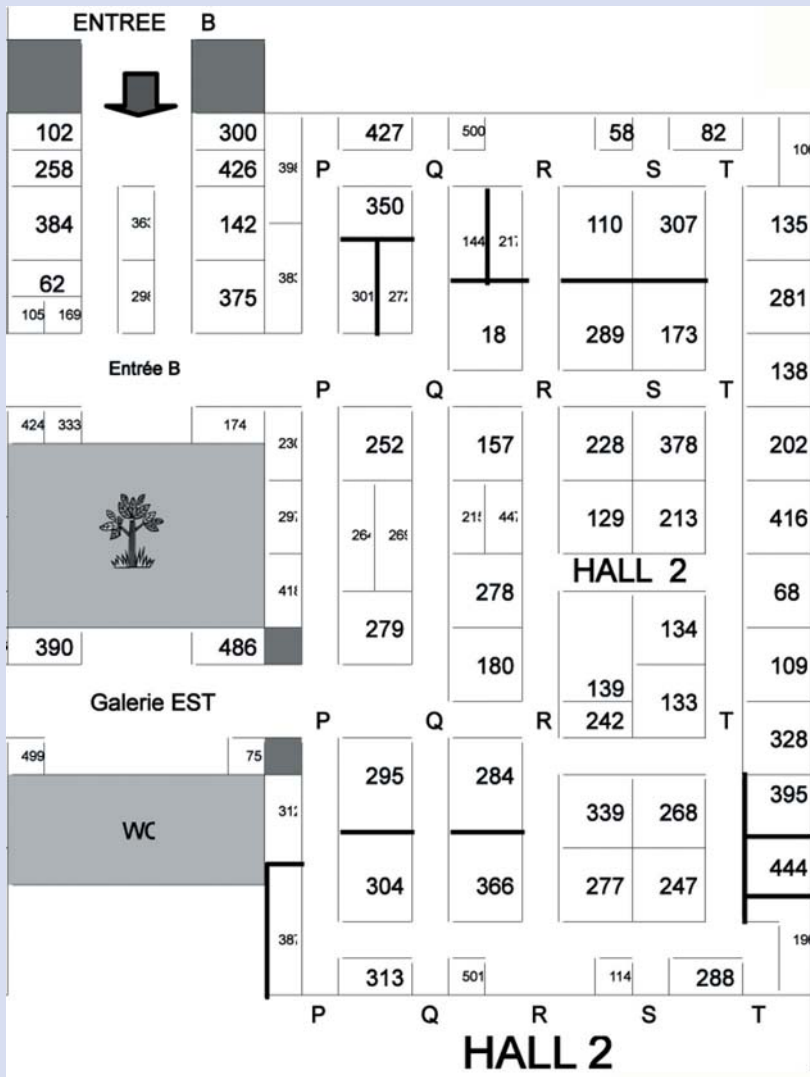 ENTREE B
102 300 427 500 58 82
258 426 P Q R S T
384 142 350 110 307 135
144
62 375 301 281
105 169 18 289 173
Entrée B 138
P Q R S T
424 333 174 252 157 228 378 202
129 213 416
HALL 2
278 68
279 134
390 486 180 109
139
Galerie EST 133
P Q R 242 T 328
499 75 295 284
395
339 268
WC
444
304 366 277 247
313 501 114 288
P Q R S T
HALL 2